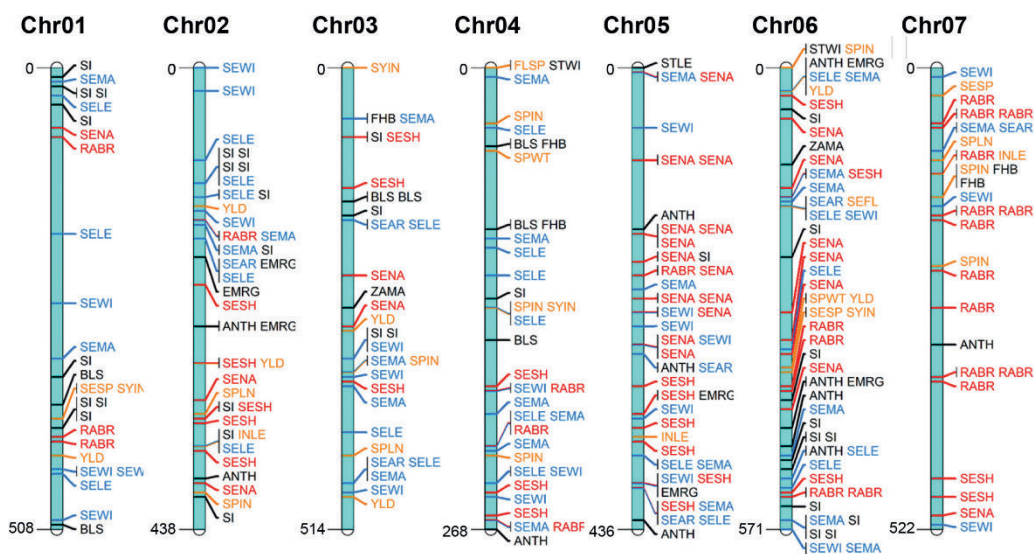 Chr01
Chr02
Chr03
Chr04
Chr05
Chr06
Chr07
0
SI
SEMA
SI SI
SELE
SI
SENA
RABR
SELE
SEWI
SEMA
SI
BLS
SESP SYIN
SI SI
SI
RABR
RABR
YLD
SEWI SEW
SELE
SEWI
508
BLS
0
SEWI
SEWI
SELE
SI SI
SI SI
SELE
SELE SI
YLD
SEWI
RABR SEMA
SEMA SI
SEAR EMRG
SELE
EMRG
SESH
ANTH EMRG
SESH YLD
SENA
SPLN
SI SESH
SESH
SI INLE
SELE
SESH
ANTH
SENA
SPIN
SI
438
0
SYIN
FHB SEMA
SI SESH
SESH
BLS BLS
SI
SEAR SELE
SENA
ZAMA
SENA
YLD
SI SI
SEWI
SEMA SPIN
SEWI
SESH
SEMA
SELE
SPLN
SEAR SELE
SEMA
SEWI
YLD
514
0
FLSP STWI
SEMA
SPIN
SELE
BLS FHB
SPWT
BLS FHB
SEMA
SELE
SELE
SI
SPIN SYIN
SELE
BLS
SESH
SEWI RABR
SEMA
SELE SEMA
RABR
SEMA
SPIN
SELE SEWI
SESH
SEWI
SESH
SEMA RABR
ANTH
268
0
STLE
SEMA SENA
SEWI
SENA SENA
ANTH
SENA SENA
SENA
SENA SI
RABR SENA
SEMA
SENA SENA
SEWI SENA
SEWI
SENA SEWI
SENA
ANTH SEAR
SESH
SESH EMRG
SEWI
SESH
INLE
SESH
SELE SEMA
SEWI SESH
EMRG
SESH SEMA
SEAR SELE
ANTH
436
STWI SPIN
0
ANTH EMRG
SELE SEMA
YLD
SESH
SI
SENA
ZAMA
SENA
SEMA SESH
SEMA
SEAR SEFL
SELE SEWI
SI
SENA
SENA
SELE
SENA
SPWT YLD
SESP SYIN
RABR
RABR
SI
SENA
ANTH EMRG
ANTH
SEMA
SI
SI SI
ANTH SELE
SELE
SESH
RABR RABR
SI
SEMA SI
SI SI
SEWI SEMA
571
0
SEWI
SESP
RABR
RABR RABR
SEMA SEAR
SPLN
RABR INLE
SPIN FHB
FHB
SEWI
RABR RABR
RABR
SPIN
RABR
RABR
ANTH
RABR RABR
RABR
SESH
SESH
SENA
SEWI
522